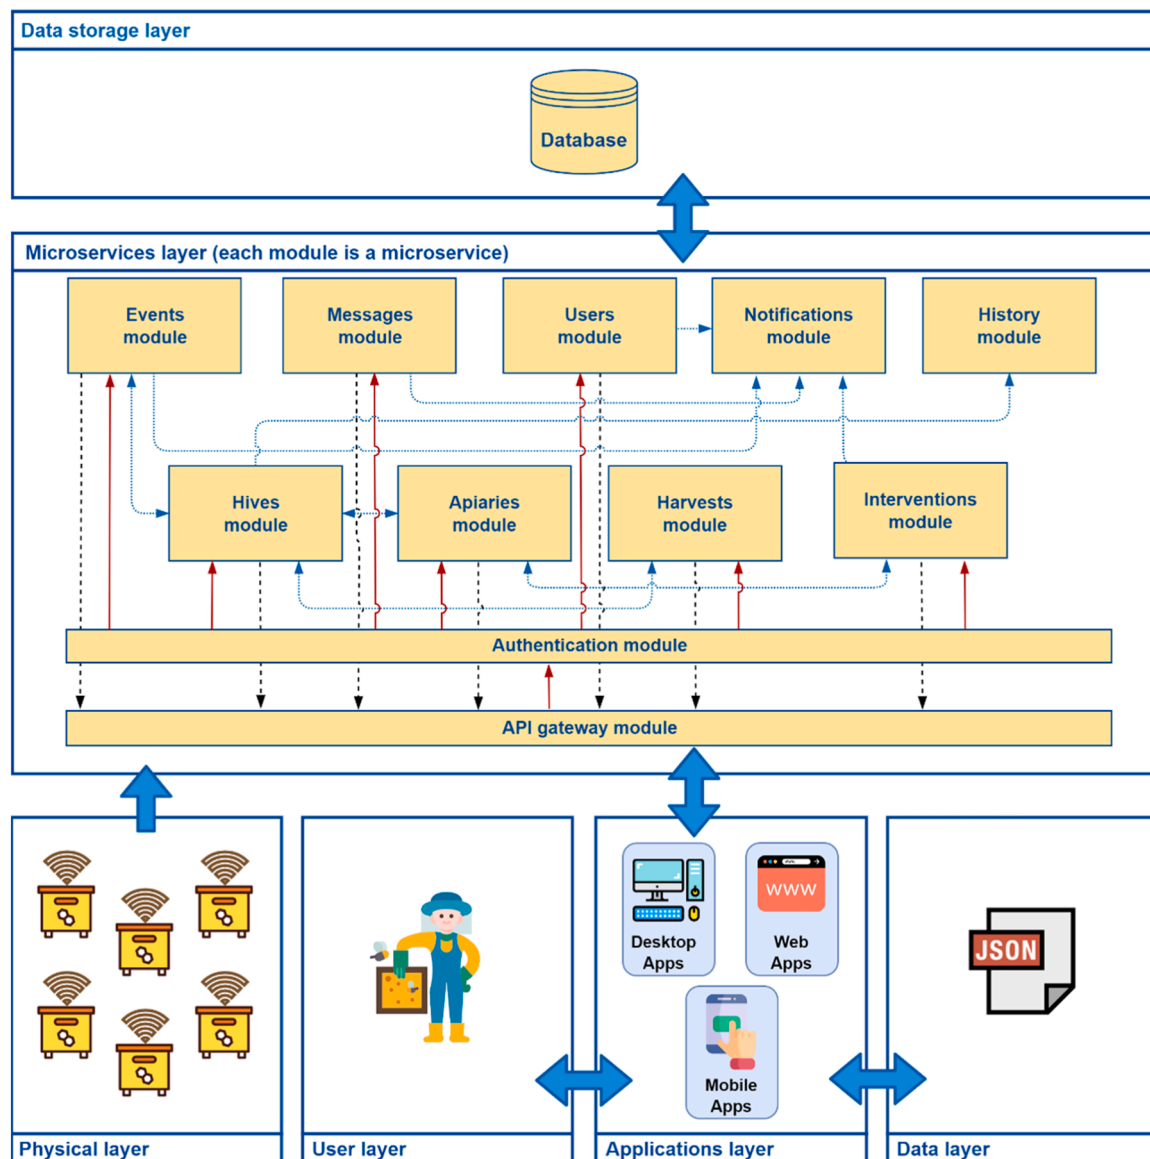 Data storage layer
Database
Microservices layer (each module is a microservice)
Events
module
Messages
module
Users
module
Notifications
module
History
module
Hives
module
Apiaries
module
Harvests
module
Interventions
module
Authentication module
API gateway module
Desktop
Apps
www
Web
Apps
Mobile
Apps
JSON
Physical layer
User layer
Applications layer
Data layer